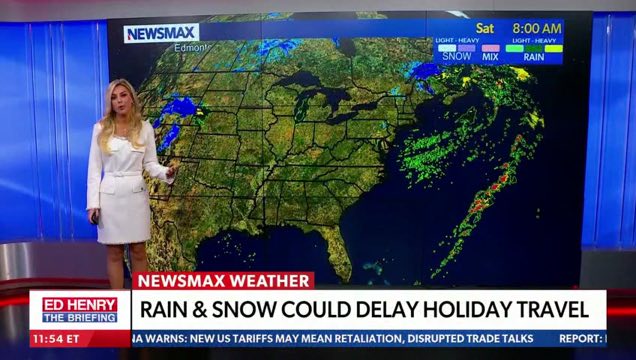 NEWSMAX
Edmont
Sat 8:00 AM
LIGHT - HEAVY LIGHT - HEAVY
SNOW MIX RAIN
NEWSMAX WEATHER
ED HENRY
THE BRIEFING
RAIN & SNOW COULD DELAY HOLIDAY TRAVEL
11:54 ET
NA WARNS: NEW US TARIFFS MAY MEAN RETALIATION, DISRUPTED TRADE TALKS REPORT: